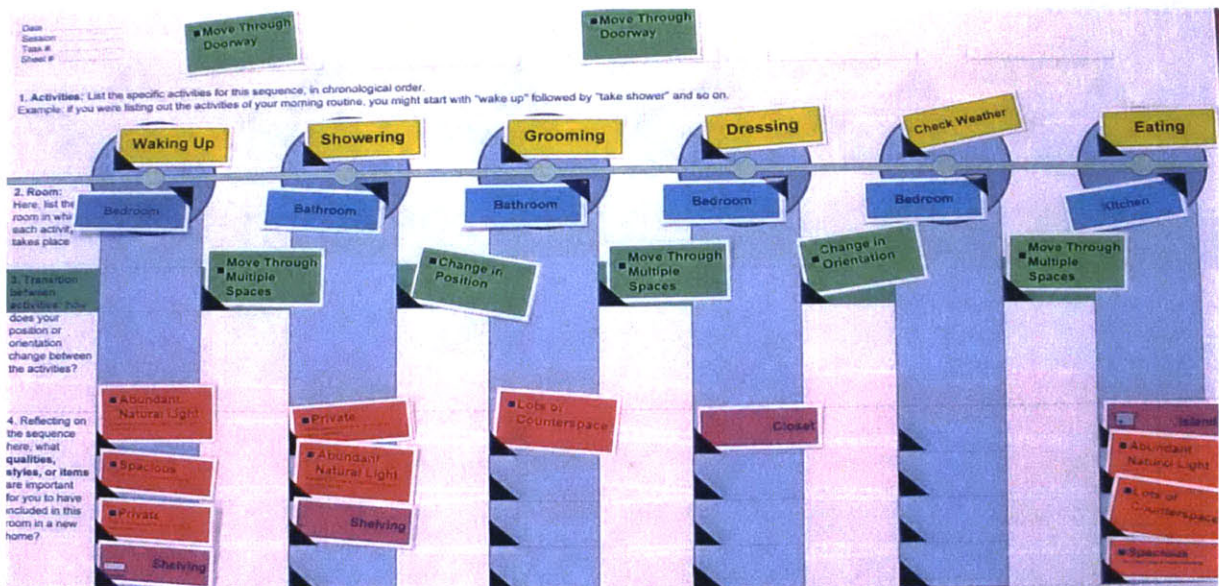 Date
Session
Task #
Sheet #
■ Move Through
Doorway
■ Move Through
Doorway
1. Activities: List the specific activities for this sequence, in chronological order.
Example: if you were listing out the activities of your morning routine, you might start with "wake up" followed by "take shower" and so on.
Waking Up
Showering
Grooming
Dressing
Check Weather
Eating
2. Room:
Here, list the
room in
each
takes place
Bedroom
Bathroom
Bathroom
Bedroom
Bedroom
Kitchen
3. Transition
between
activities: how
does your
position or
orientation
change between
the activities?
■ Move Through
Multiple
Spaces
■ Change in
Position
■ Move Through
Multiple
Spaces
■ Change in
Orientation
■ Move Through
Multiple
Spaces
4. Reflecting on
the sequence
here, what
qualities,
styles, or items
are important
for you to have
included in this
room in a new
home?
■ Abundant
Natural Light
■ Spacious
■ Private
Shelving
■ Private
■ Abundant
Natural Light
Shelving
■ Lots of
Counterspace
Closet
Island
■ Abundant
Natural Light
■ Lots of
Counterspace
■ Spacious